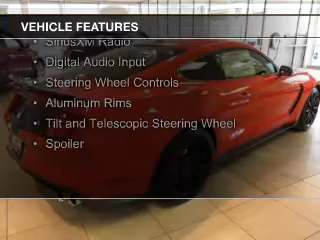 VEHICLE FEATURES
• SiriusXM Radio
• Digital Audio Input
• Steering Wheel Controls
• Aluminum Rims
• Tilt and Telescopic Steering Wheel
• Spoiler